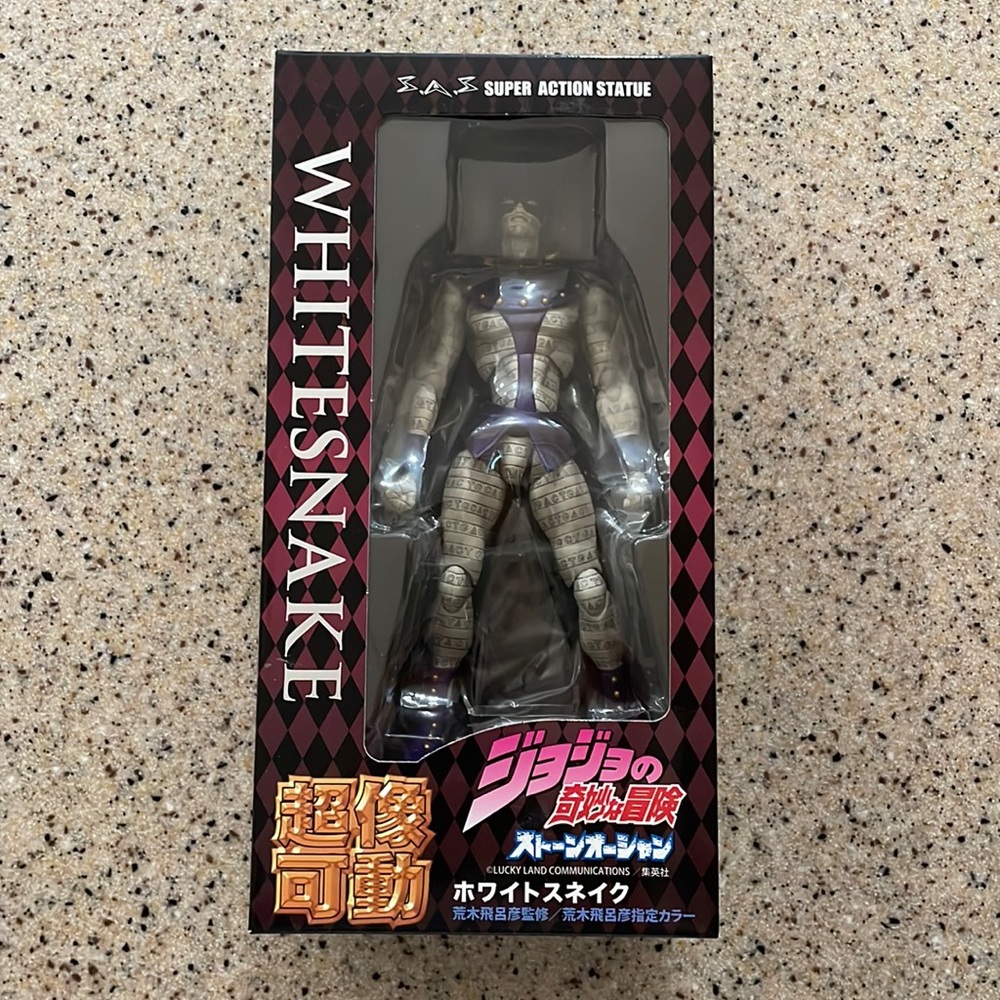 S.A.S SUPER ACTION STATUE
WHITESNAKE
超像
可動
ジョジョの
奇妙な冒険
ストーンオーシャン
©LUCKY LAND COMMUNICATIONS/集英社
ホワイトスネイク
荒木飛呂彦監修/荒木飛呂彦指定カラー